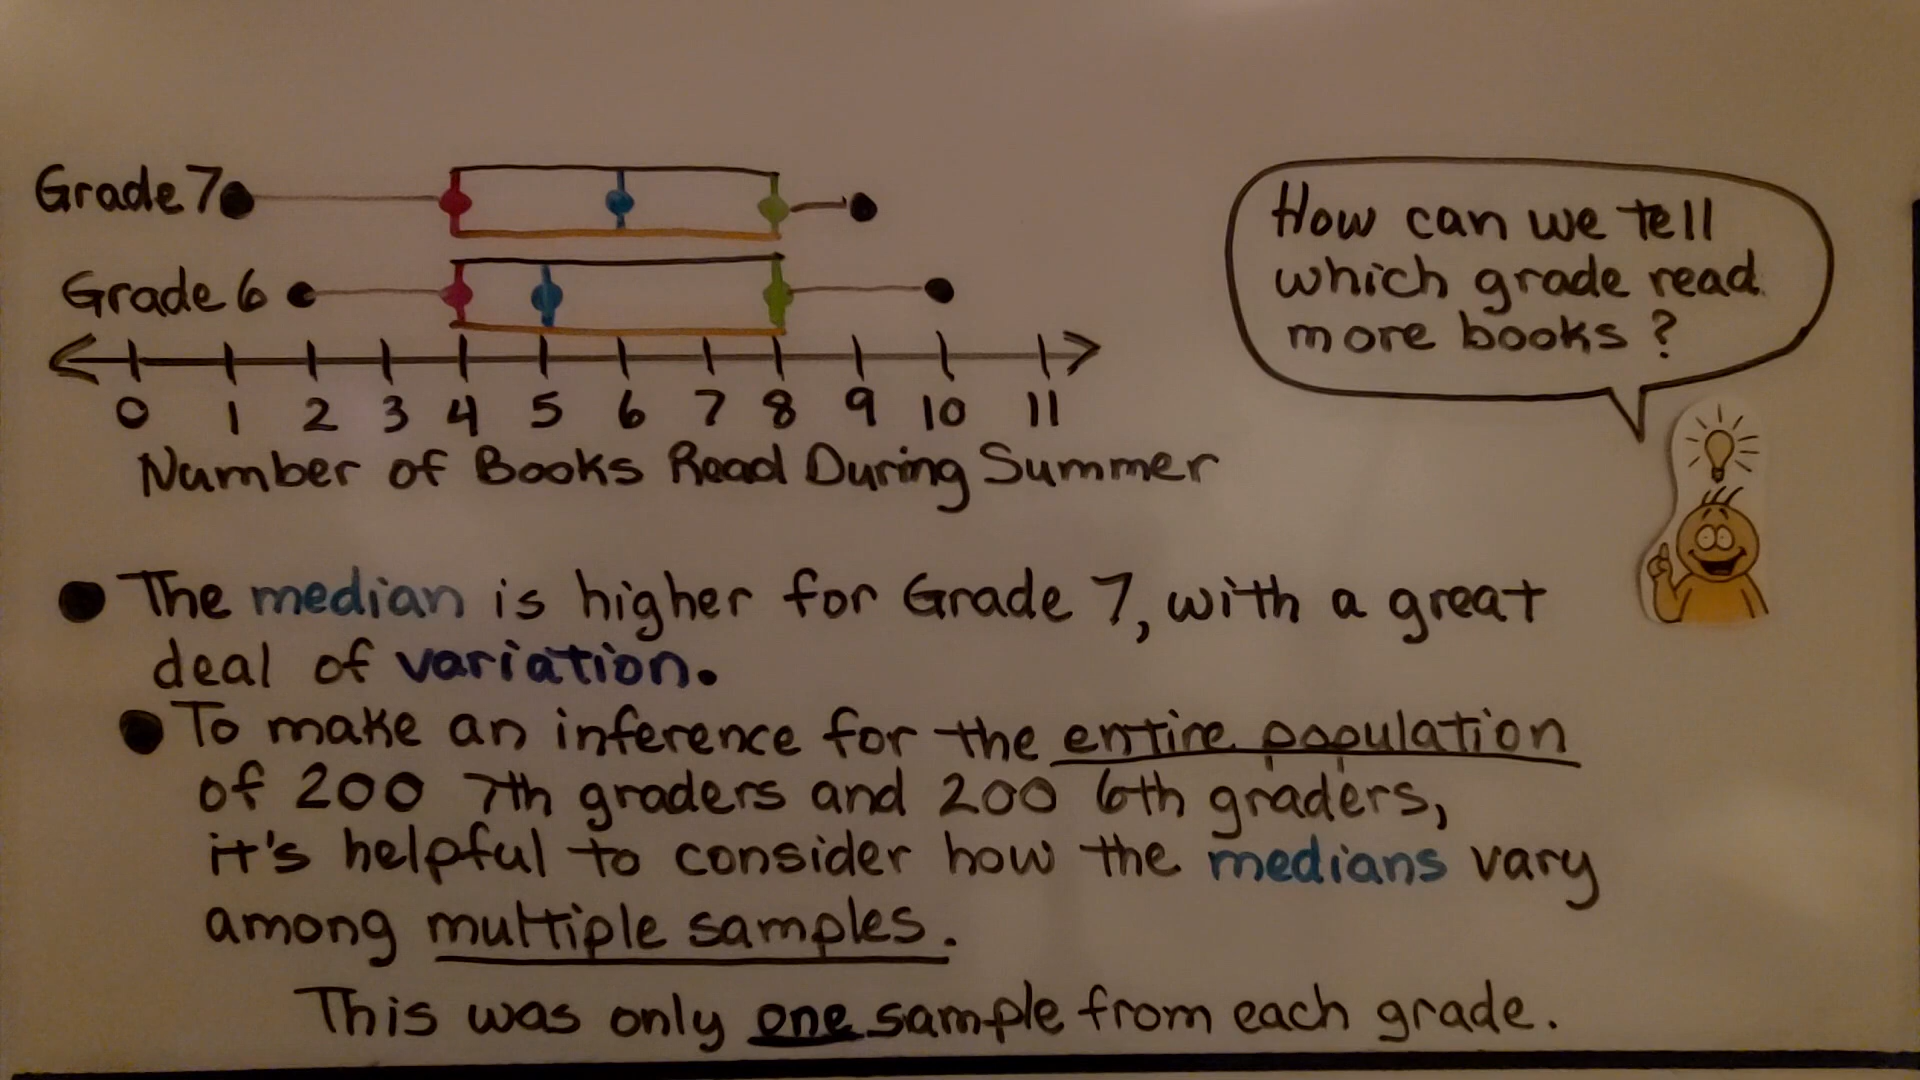 Grade 7
Grade 6
0 1 2 3 4 5 6 7 8 9 10 11
Number of Books Read During Summer
How can we tell
which grade read
more books?
The median is higher for Grade 7, with a great
deal of variation.
To make an inference for the entire population
of 200 7th graders and 200 6th graders,
it's helpful to consider how the medians vary
among multiple samples.
This was only one sample from each grade.